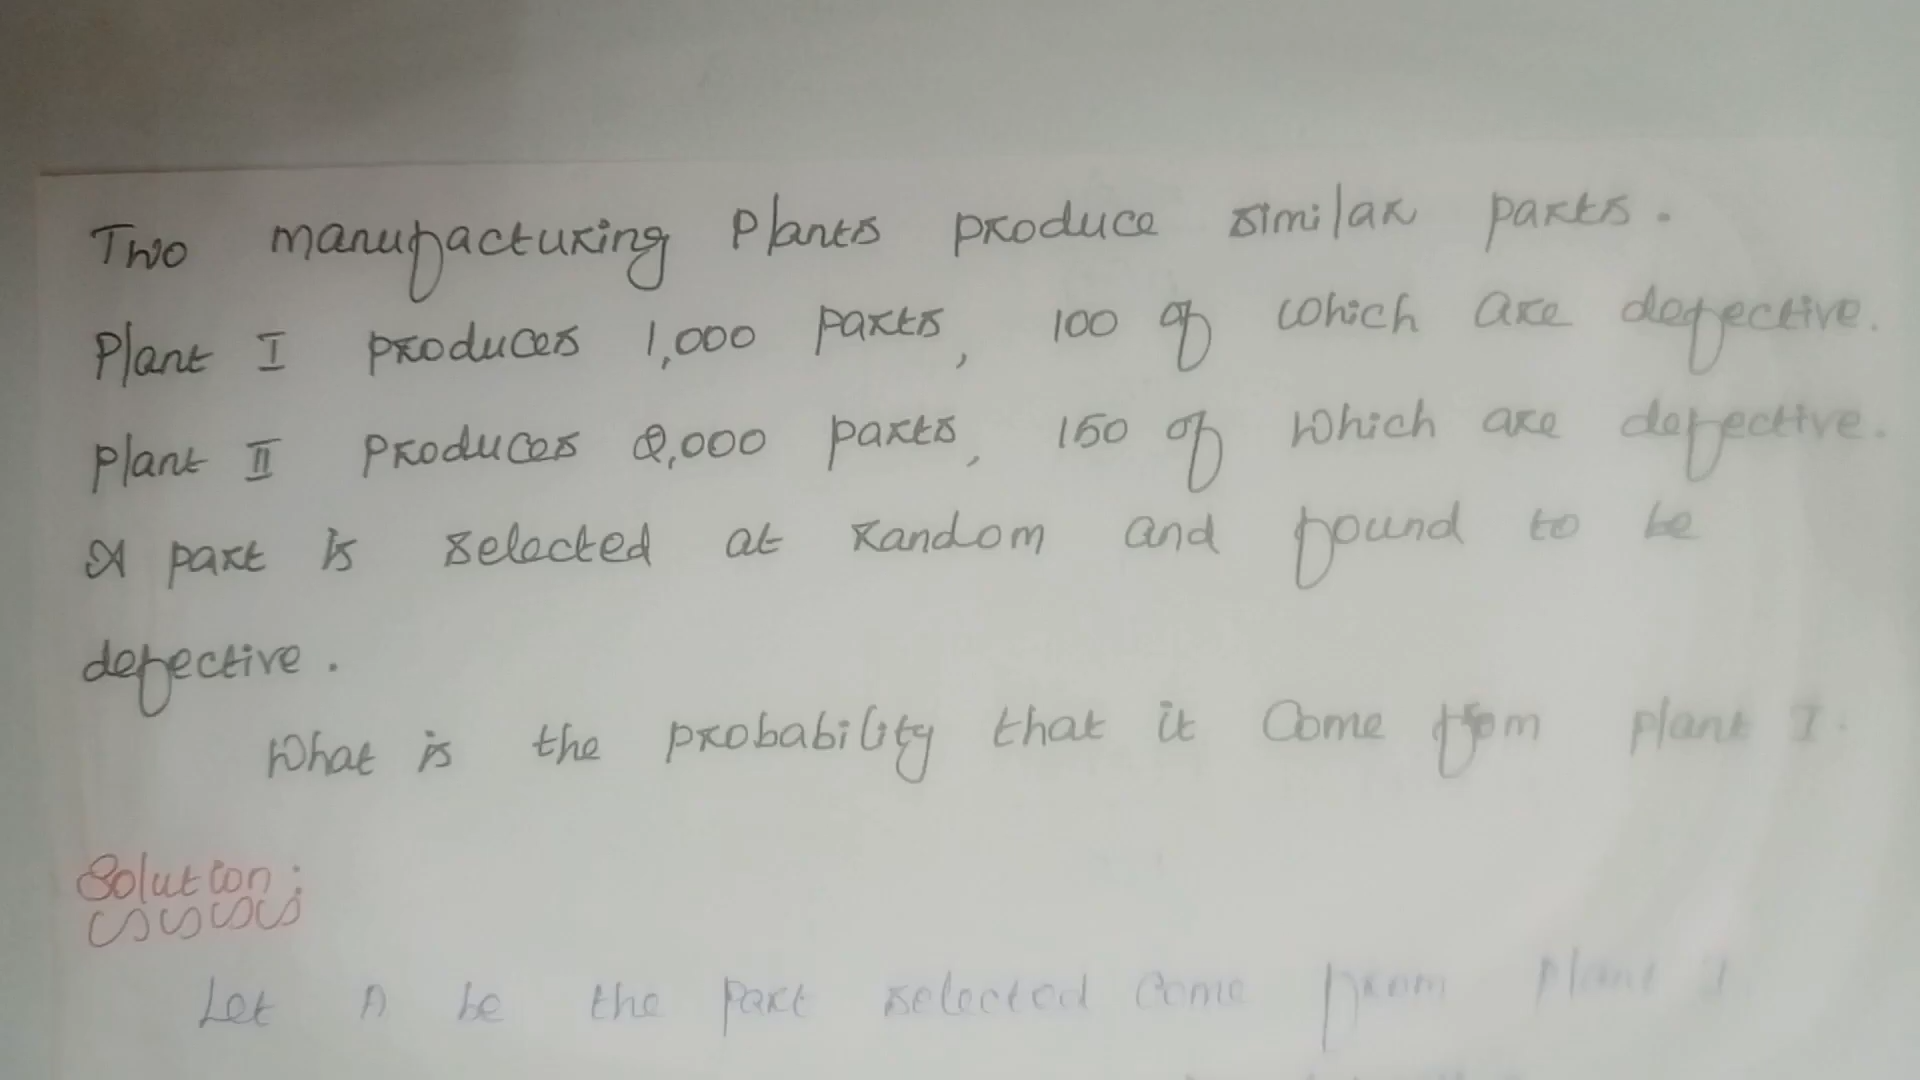 Two manufacturing Plants produce similar parts.
Plant I produces 1,000 parts, 100 of which are defective.
Plant II produces 2,000 parts, 150 of which are defective.
A part is selected at random and found to be
defective.
What is the probability that it Come from plant I.
Solution:
Let A be the part selected Come from Plant I